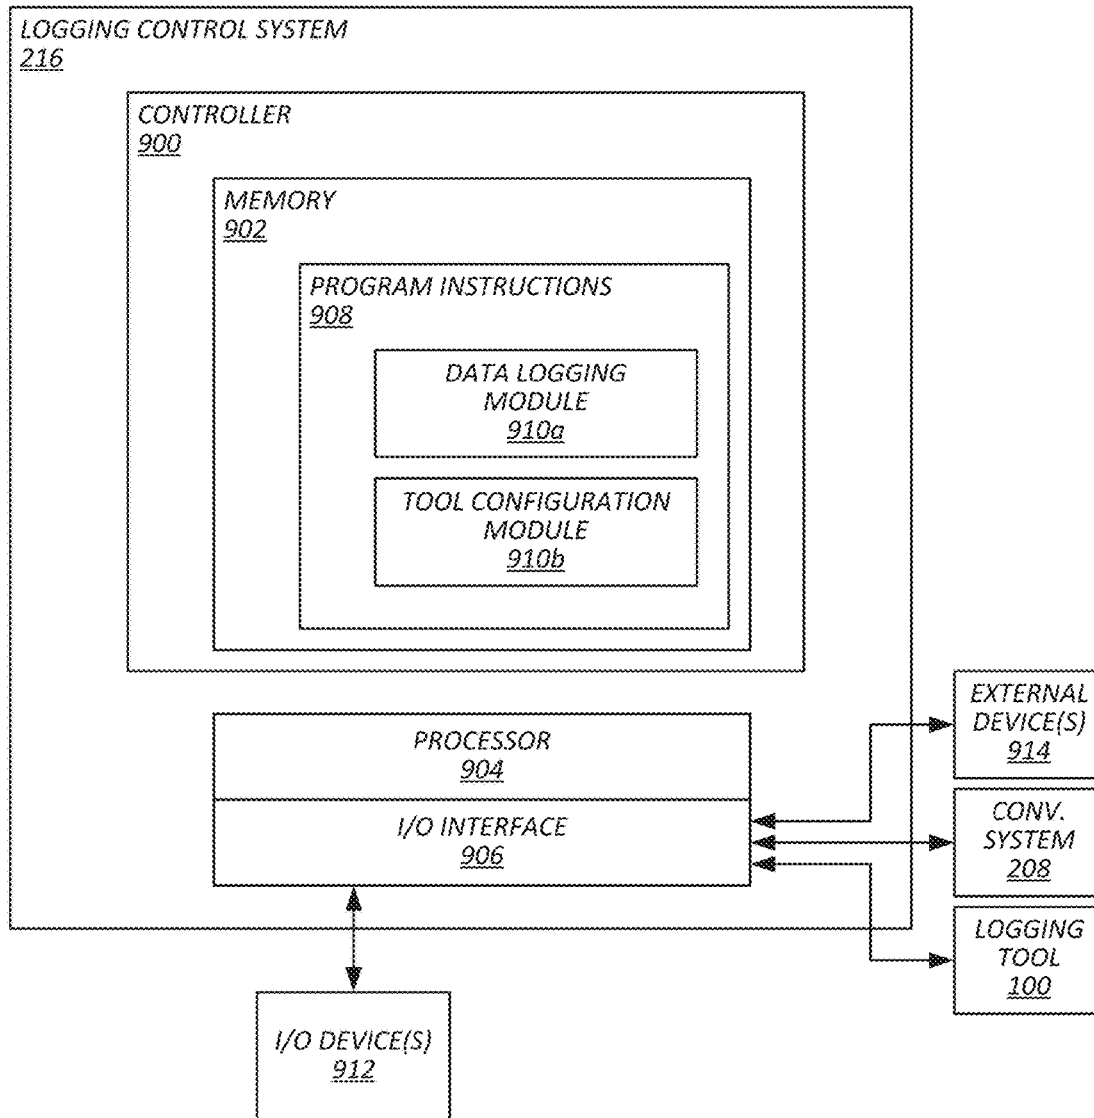 LOGGING CONTROL SYSTEM
216
CONTROLLER
900
MEMORY
902
PROGRAM INSTRUCTIONS
908
DATA LOGGING
MODULE
910a
TOOL CONFIGURATION
MODULE
910b
PROCESSOR
904
I/O INTERFACE
906
EXTERNAL
DEVICE(S)
914
CONV.
SYSTEM
208
LOGGING
TOOL
100
I/O DEVICE(S)
912